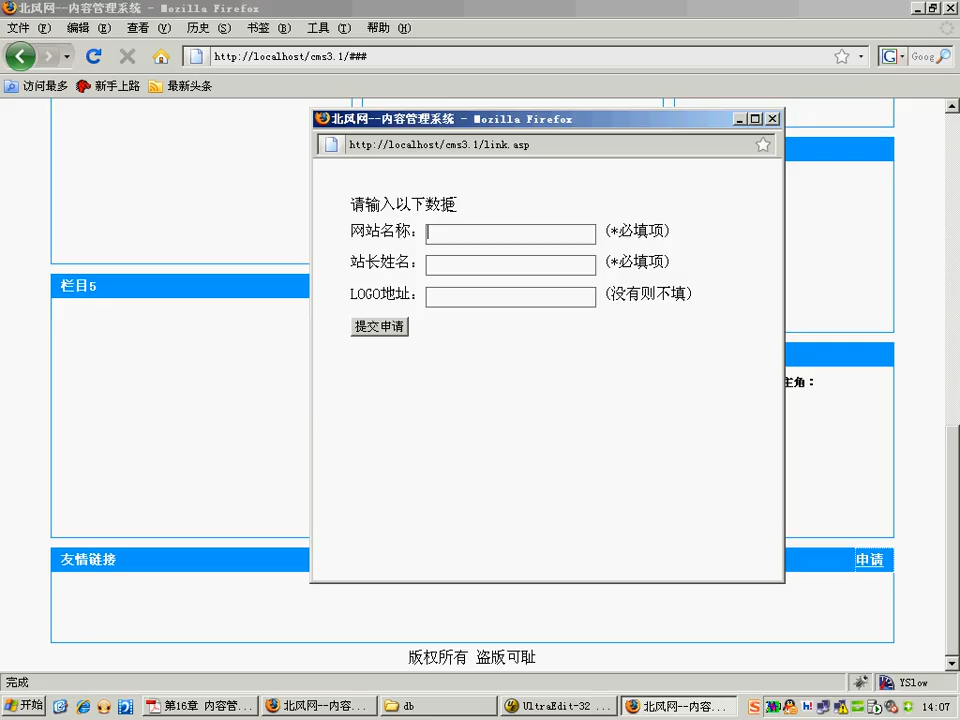 北风网--内容管理系统 - Mozilla Firefox
文件 (F) 编辑 (E) 查看 (V) 历史 (S) 书签 (B) 工具 (T) 帮助 (H)
http://localhost/cms3.1/###
Goog
访问最多 新手上路 最新头条
北风网--内容管理系统 - Mozilla Firefox
http://localhost/cms3.1/link.asp
请输入以下数据
网站名称: (*必填项)
站长姓名: (*必填项)
LOGO地址: (没有则不填)
提交申请
栏目5
主角:
友情链接 申请
版权所有 盗版可耻
完成 YSlow
开始 第16章 内容管... 北风网--内容... db UltraEdit-32 ... 北风网--内容... 14:07